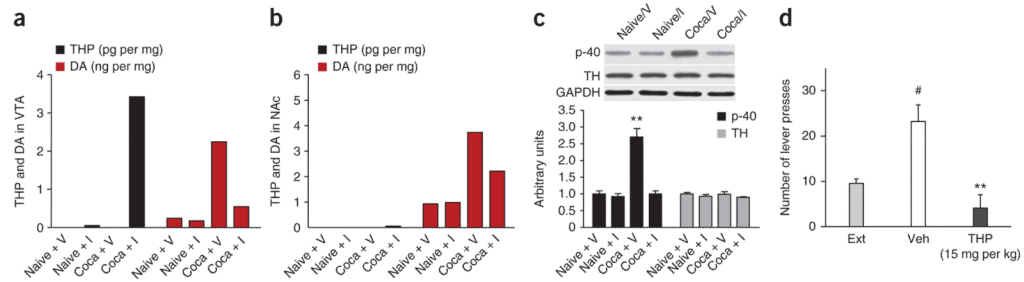 a
THP (pg per mg)
DA (ng per mg)
THP and DA in VTA
4
3
2
1
0
Naive + V
Naive + I
Coca + V
Coca + I
Naive + V
Naive + I
Coca + V
Coca + I
b
THP (pg per mg)
DA (ng per mg)
THP and DA in NAc
6
5
4
3
2
1
0
Naive + V
Naive + I
Coca + V
Coca + I
Naive + V
Naive + I
Coca + V
Coca + I
c
Naive/V
Naive/I
Coca/V
Coca/I
p-40
TH
GAPDH
p-40
TH
Arbitrary units
3.5
3.0
2.5
2.0
1.5
1.0
0.5
0
**
Naive + V
Naive + I
Coca + V
Coca + I
Naive + V
Naive + I
Coca + V
Coca + I
d
Number of lever presses
30
20
10
0
#
**
Ext
Veh
THP
(15 mg per kg)